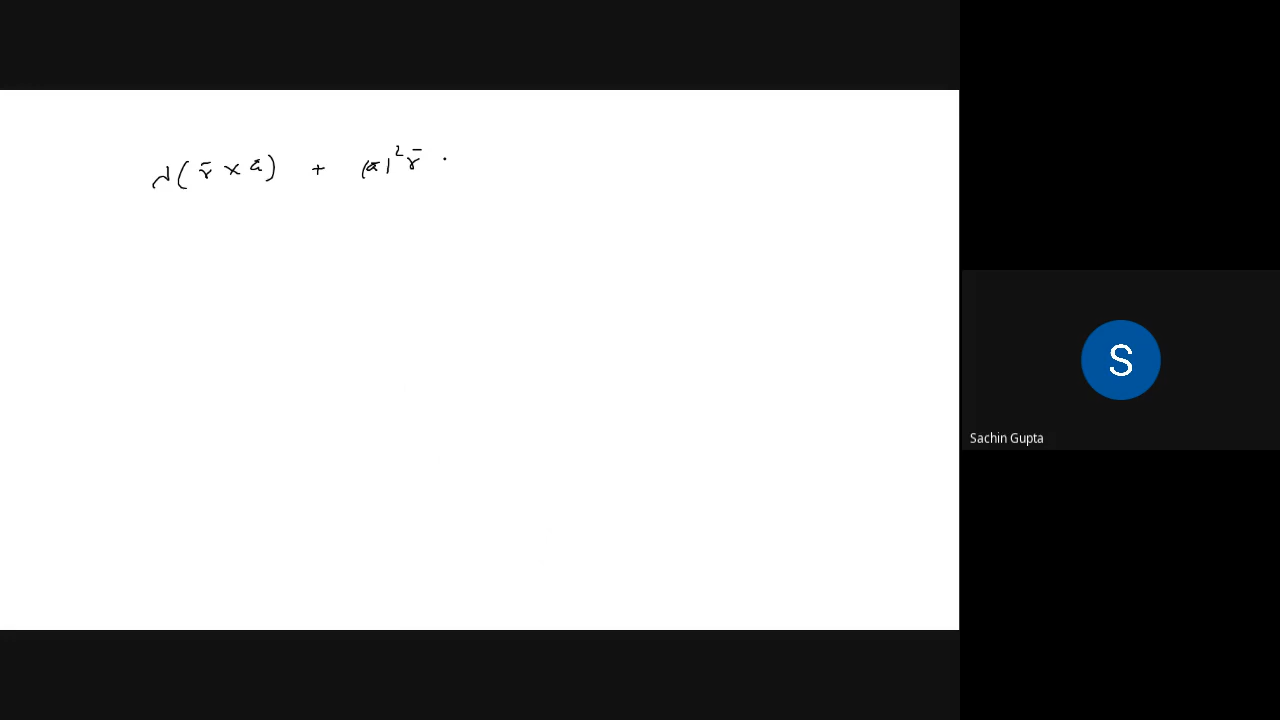 λ(r̄ × ā) + |ā|² r̄ ·
S
Sachin Gupta